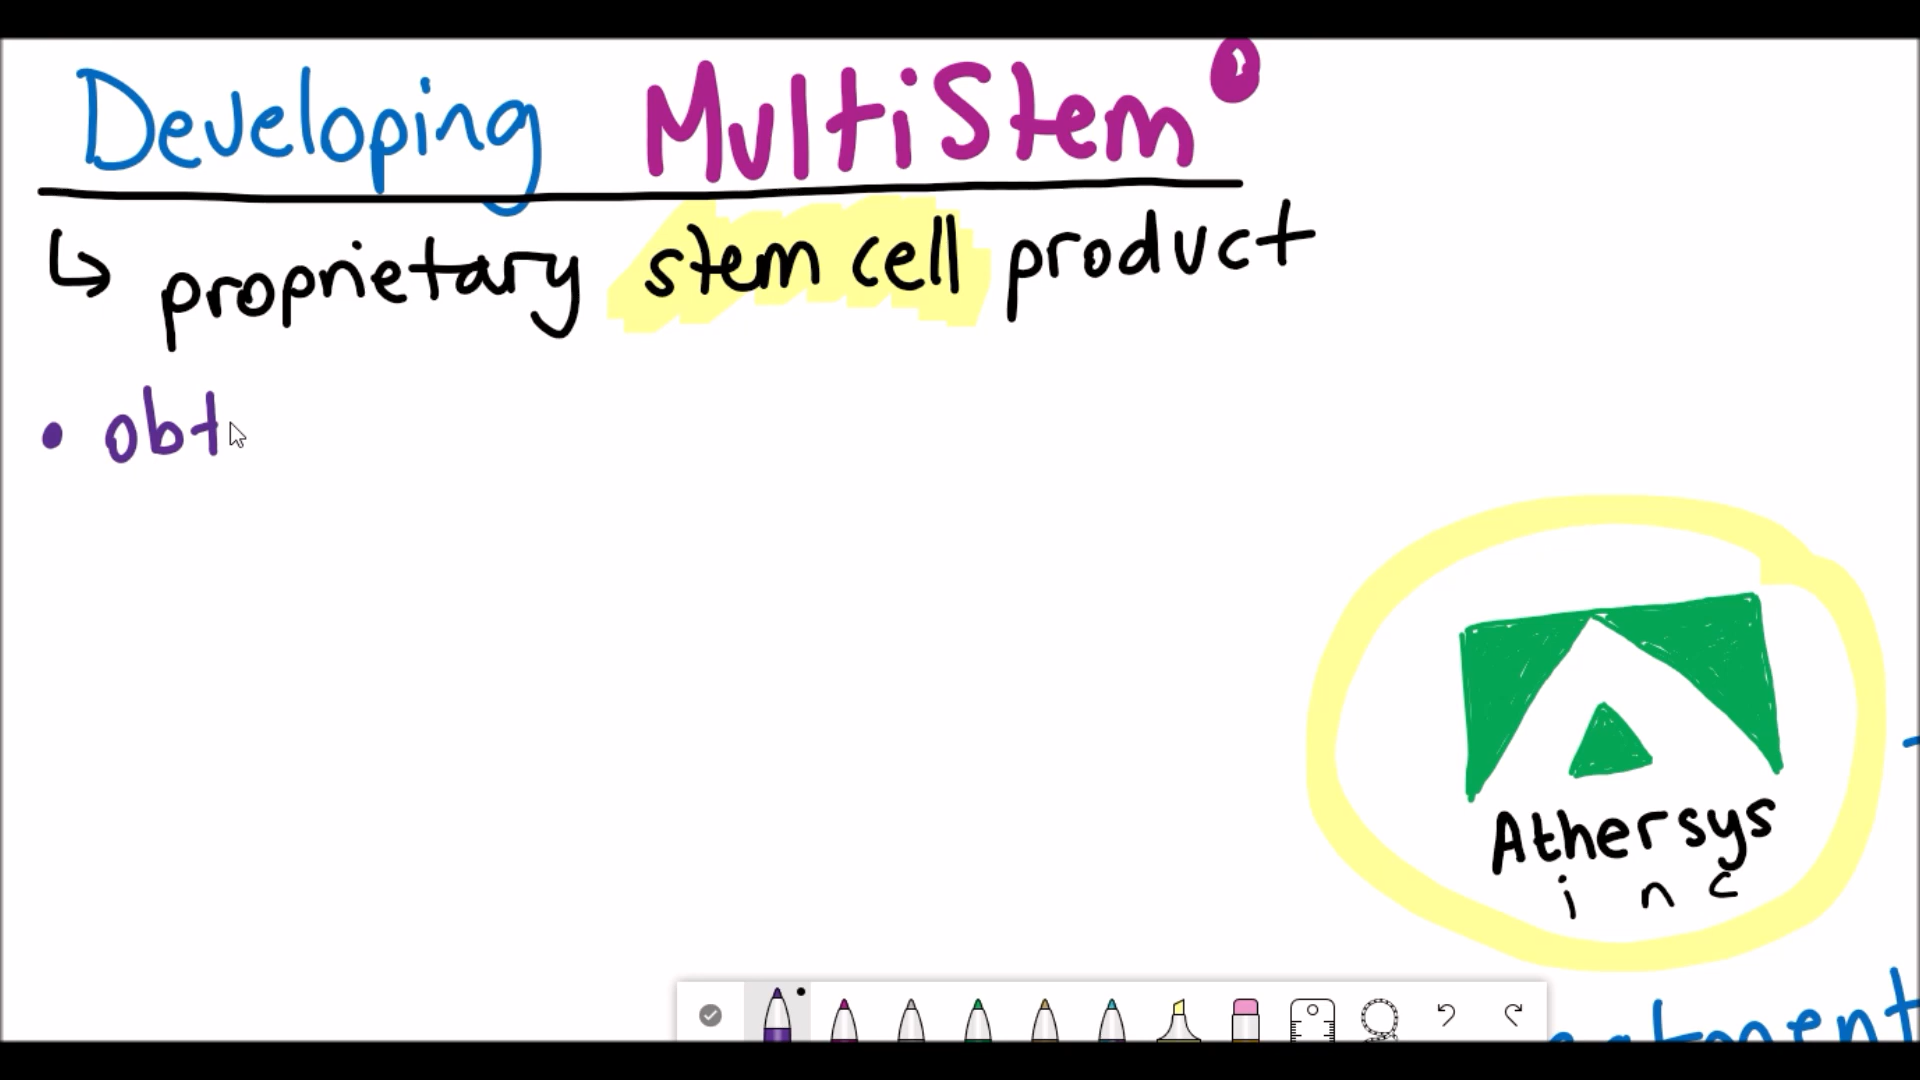 Developing MultiStem
↳ proprietary stem cell product
• obt
Athersys
inc